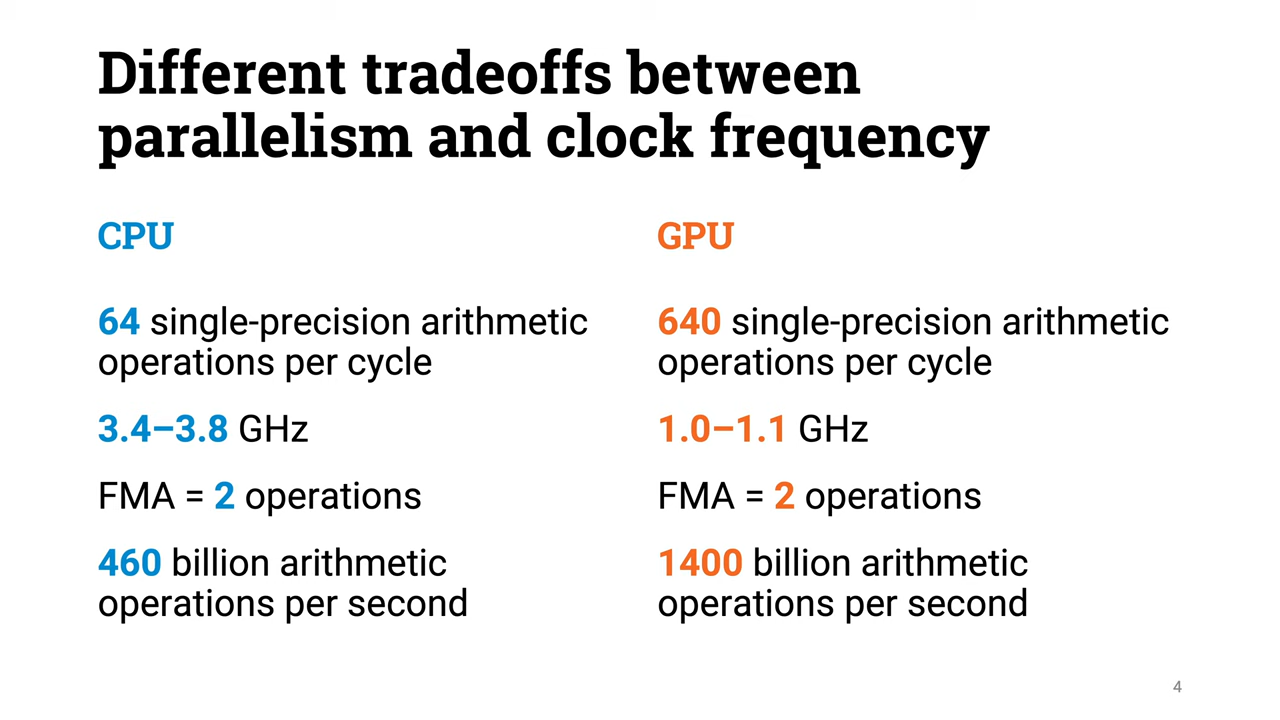 Different tradeoffs between
parallelism and clock frequency
CPU
64 single-precision arithmetic
operations per cycle
3.4–3.8 GHz
FMA = 2 operations
460 billion arithmetic
operations per second
GPU
640 single-precision arithmetic
operations per cycle
1.0–1.1 GHz
FMA = 2 operations
1400 billion arithmetic
operations per second
4